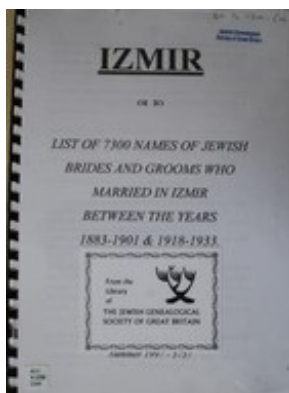 IZMIR
LIST OF 7300 NAMES OF JEWISH
BRIDES AND GROOMS WHO
MARRIED IN IZMIR
BETWEEN THE YEARS
1883-1901 & 1918-1933.
From the
Library
of
THE JEWISH GENEALOGICAL
SOCIETY OF GREAT BRITAIN